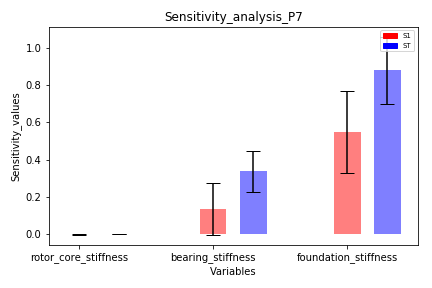 Sensitivity_analysis_P7
S1
ST
Sensitivity_values
1.0
0.8
0.6
0.4
0.2
0.0
rotor_core_stiffness bearing_stiffness foundation_stiffness
Variables